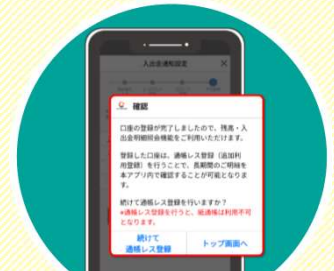 入出金通知設定 ×
確認
口座の登録が完了しましたので、残高・入
出金明細照会機能をご利用いただけます。
登録した口座は、通帳レス登録（追加利
用登録）を行うことで、長期間のご明細を
本アプリ内で確認することが可能となりま
す。
続けて通帳レス登録を行いますか？
※通帳レス登録を行うと、紙通帳は利用不可
となります。
続けて
通帳レス登録
トップ画面へ